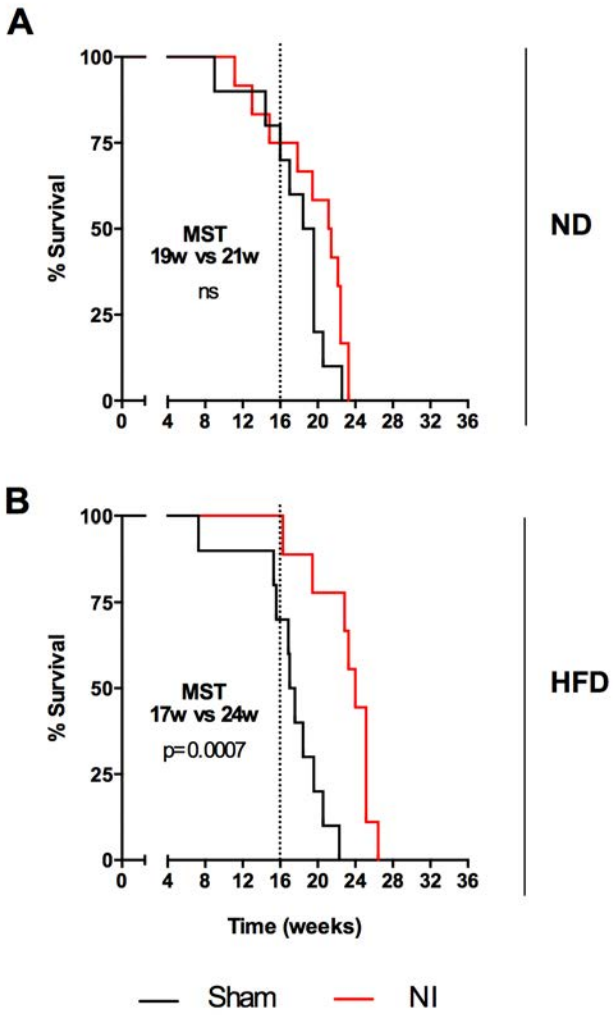 A
100
75
50
25
0
% Survival
MST
19w vs 21w
ns
ND
0 4 8 12 16 20 24 28 32 36
B
100
75
50
25
0
% Survival
MST
17w vs 24w
p=0.0007
HFD
0 4 8 12 16 20 24 28 32 36
Time (weeks)
Sham NI